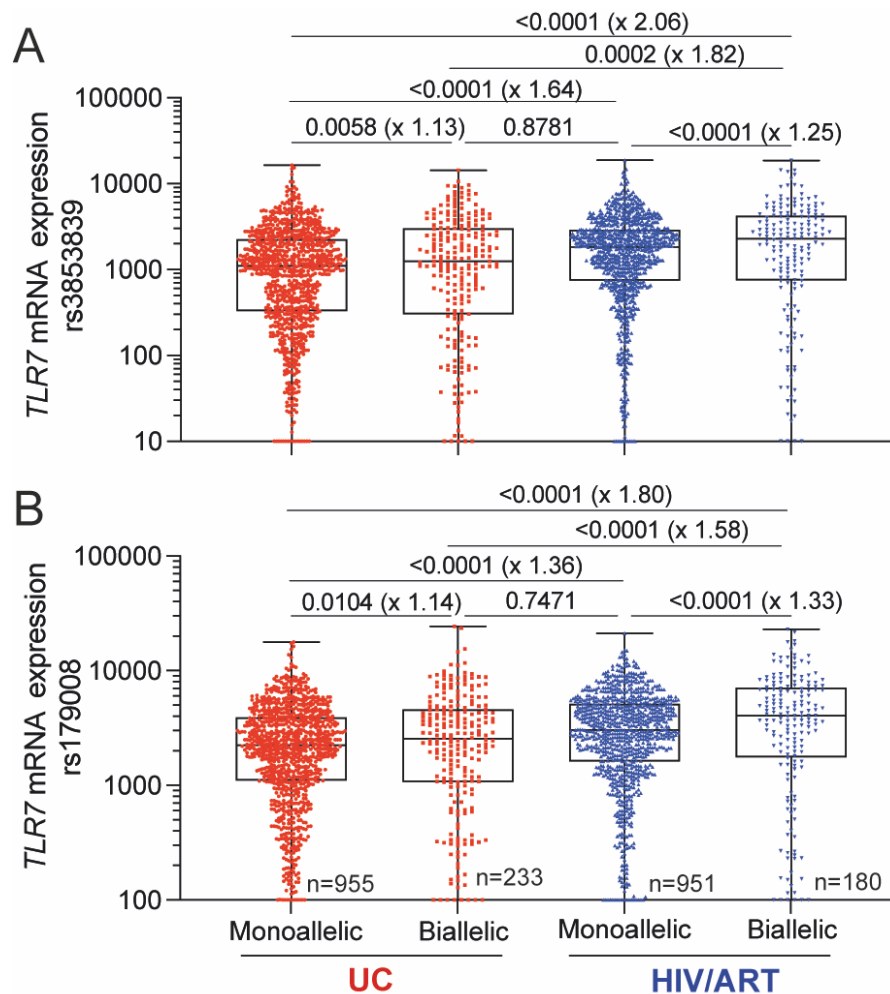 A
<0.0001 (x 2.06)
0.0002 (x 1.82)
<0.0001 (x 1.64)
0.0058 (x 1.13)
0.8781
<0.0001 (x 1.25)
TLR7 mRNA expression
rs3853839
100000
10000
1000
100
10
B
<0.0001 (x 1.80)
<0.0001 (x 1.58)
<0.0001 (x 1.36)
0.0104 (x 1.14)
0.7471
<0.0001 (x 1.33)
TLR7 mRNA expression
rs179008
100000
10000
1000
100
n=955
n=233
n=951
n=180
Monoallelic
Biallelic
Monoallelic
Biallelic
UC
HIV/ART